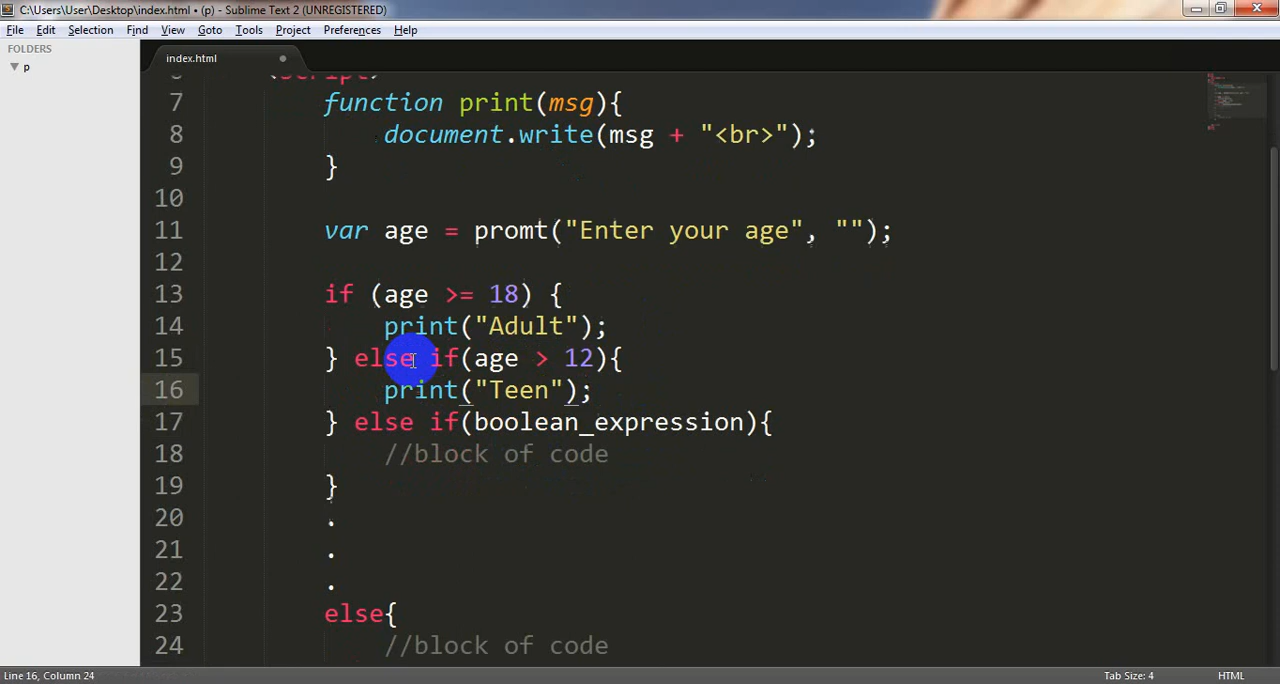 C:\Users\User\Desktop\index.html • (p) - Sublime Text 2 (UNREGISTERED)
File Edit Selection Find View Goto Tools Project Preferences Help
FOLDERS
p
index.html
6 <script>
7 function print(msg){
8 document.write(msg + "<br>");
9 }
10
11 var age = promt("Enter your age", "");
12
13 if (age >= 18) {
14 print("Adult");
15 } else if(age > 12){
16 print("Teen");
17 } else if(boolean_expression){
18 //block of code
19 }
20 .
21 .
22 .
23 else{
24 //block of code
Line 16, Column 24 Tab Size: 4 HTML